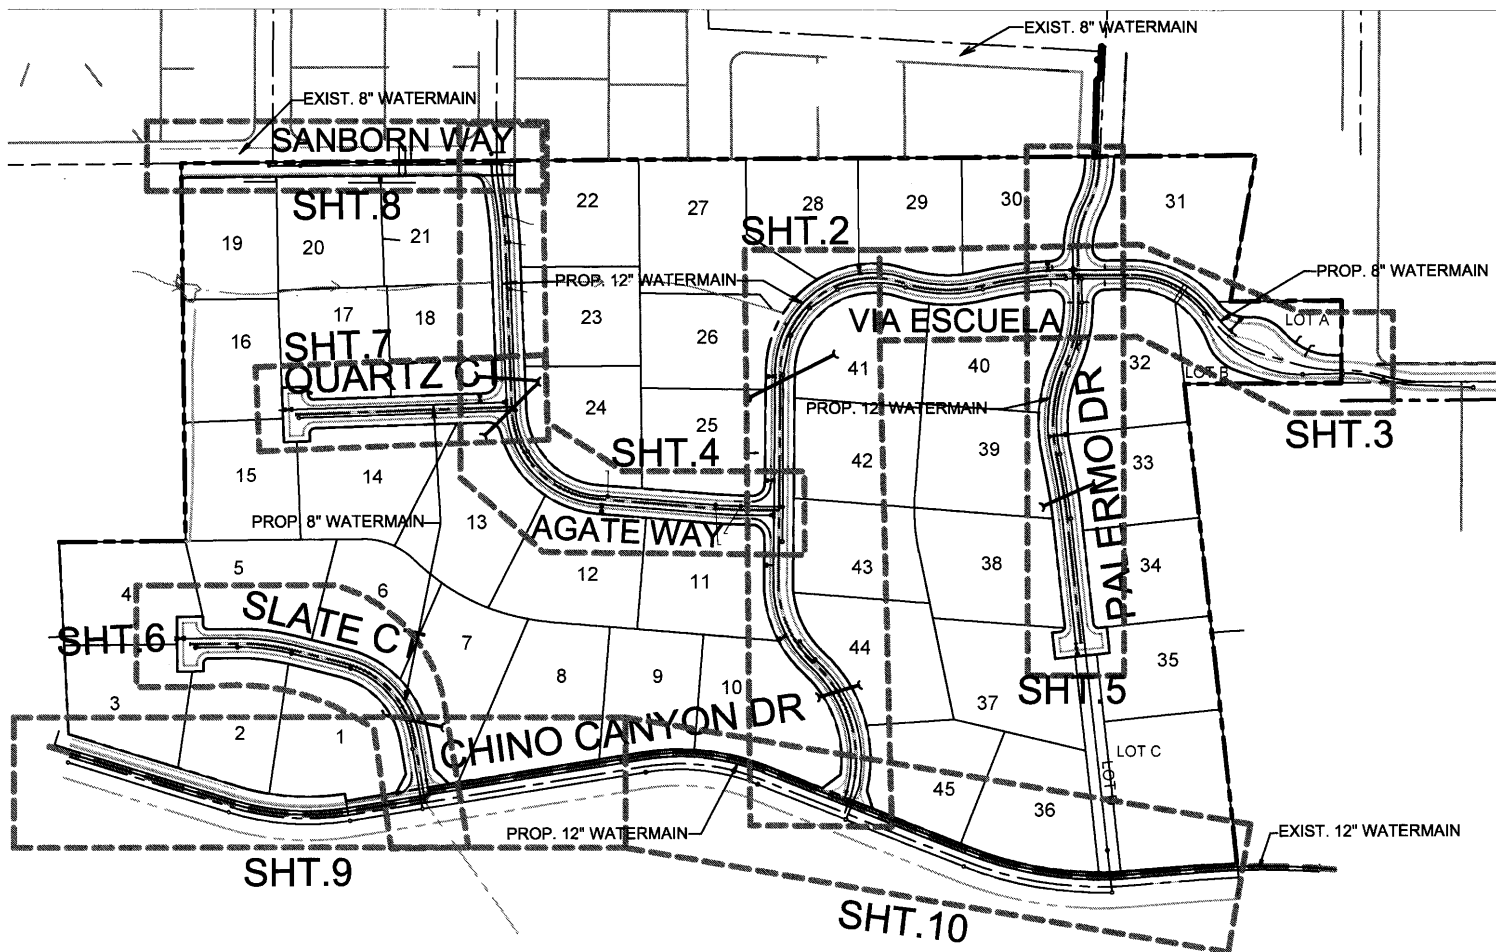 EXIST. 8" WATERMAIN
EXIST. 8" WATERMAIN
SANBORN WAY
SHT.8
22
27
28
29
30
31
19
20
21
SHT.2
PROP. 12" WATERMAIN
PROP. 8" WATERMAIN
16
17
18
23
26
VIA ESCUELA
LOT A
SHT.7
QUARTZ CT
41
40
32
LOT B
24
25
PROP. 12" WATERMAIN
PALERMO DR
SHT.3
15
14
SHT.4
42
39
33
PROP. 8" WATERMAIN
13
AGATE WAY
12
11
43
38
34
4
5
6
SLATE CT
SHT.6
7
8
9
10
44
35
3
2
1
CHINO CANYON DR
37
SHT.5
LOT C
45
36
PROP. 12" WATERMAIN
EXIST. 12" WATERMAIN
SHT.9
SHT.10